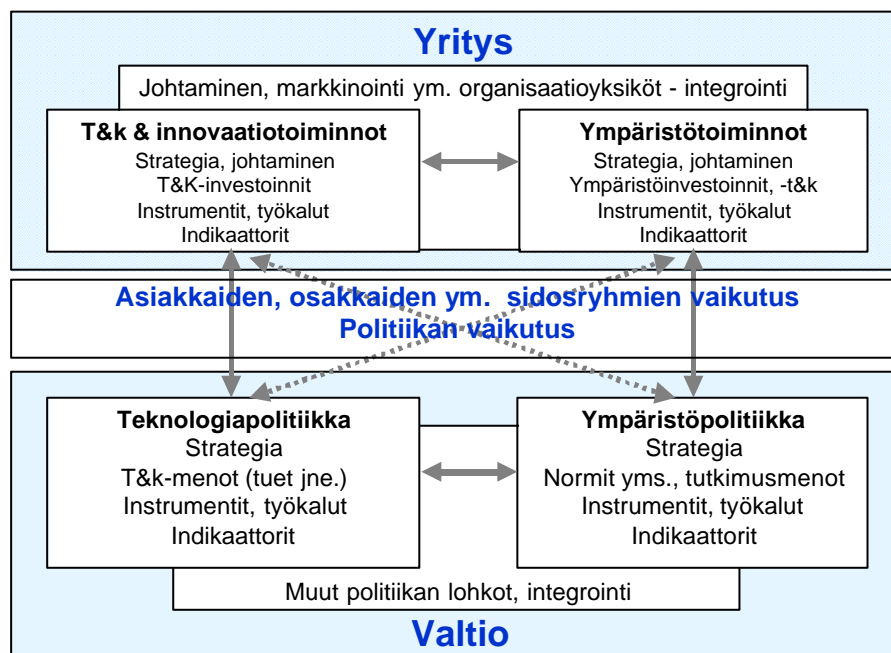 Yritys
Johtaminen, markkinointi ym. organisaatioyksiköt - integrointi
T&k & innovaatiotoiminnot
Strategia, johtaminen
T&K-investoinnit
Instrumentit, työkalut
Indikaattorit
Ympäristötoiminnot
Strategia, johtaminen
Ympäristöinvestoinnit, -t&k
Instrumentit, työkalut
Indikaattorit
Asiakkaiden, osakkaiden ym. sidosryhmien vaikutus
Politiikan vaikutus
Teknologiapolitiikka
Strategia
T&k-menot (tuet jne.)
Instrumentit, työkalut
Indikaattorit
Ympäristöpolitiikka
Strategia
Normit yms., tutkimusmenot
Instrumentit, työkalut
Indikaattorit
Muut politiikan lohkot, integrointi
Valtio